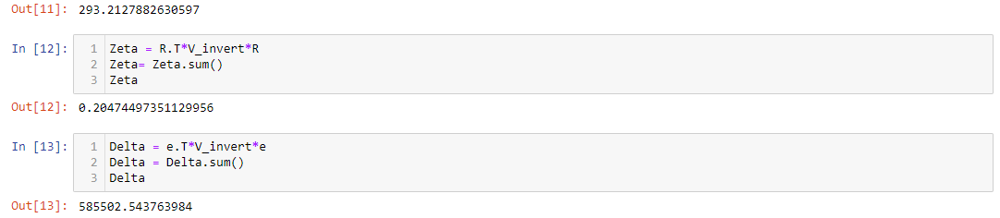 Out[11]: 293.2127882630597
In [12]: 1 Zeta = R.T*V_invert*R
2 Zeta= Zeta.sum()
3 Zeta
Out[12]: 0.20474497351129956
In [13]: 1 Delta = e.T*V_invert*e
2 Delta = Delta.sum()
3 Delta
Out[13]: 585502.543763984